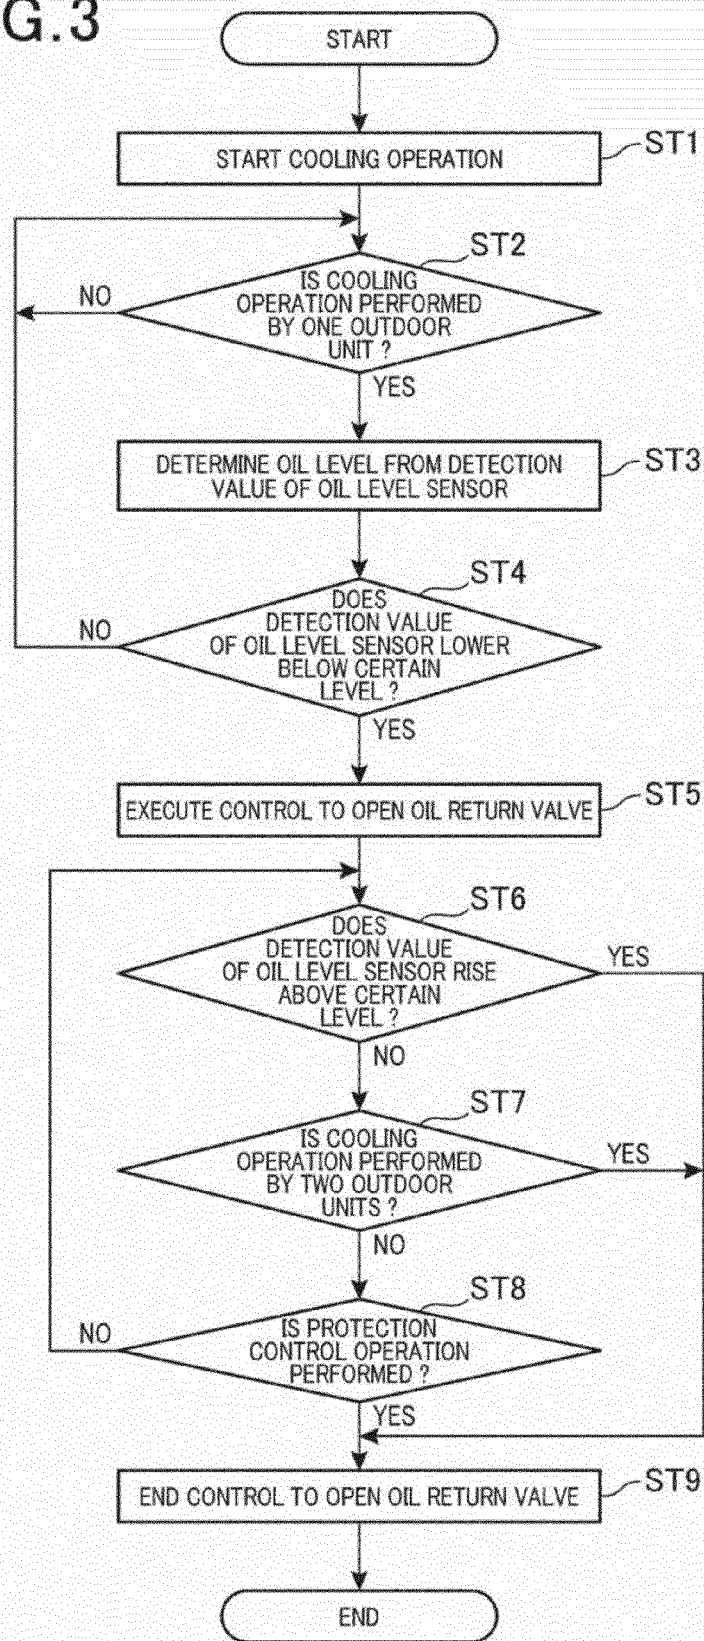 G.3
START
START COOLING OPERATION
ST1
ST2
IS COOLING
OPERATION PERFORMED
BY ONE OUTDOOR
UNIT ?
NO
YES
DETERMINE OIL LEVEL FROM DETECTION
VALUE OF OIL LEVEL SENSOR
ST3
ST4
DOES
DETECTION VALUE
OF OIL LEVEL SENSOR LOWER
BELOW CERTAIN
LEVEL ?
NO
YES
EXECUTE CONTROL TO OPEN OIL RETURN VALVE
ST5
ST6
DOES
DETECTION VALUE
OF OIL LEVEL SENSOR RISE
ABOVE CERTAIN
LEVEL ?
YES
NO
ST7
IS COOLING
OPERATION PERFORMED
BY TWO OUTDOOR
UNITS ?
YES
NO
ST8
IS PROTECTION
CONTROL OPERATION
PERFORMED ?
NO
YES
END CONTROL TO OPEN OIL RETURN VALVE
ST9
END